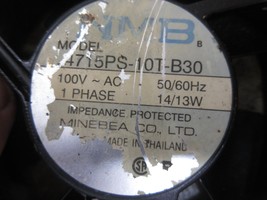 NMB
MODEL
4715PS-10T-B30
100V ~ AC 50/60Hz
1 PHASE 14/13W
IMPEDANCE PROTECTED
MINEBEA CO., LTD.
MADE IN THAILAND